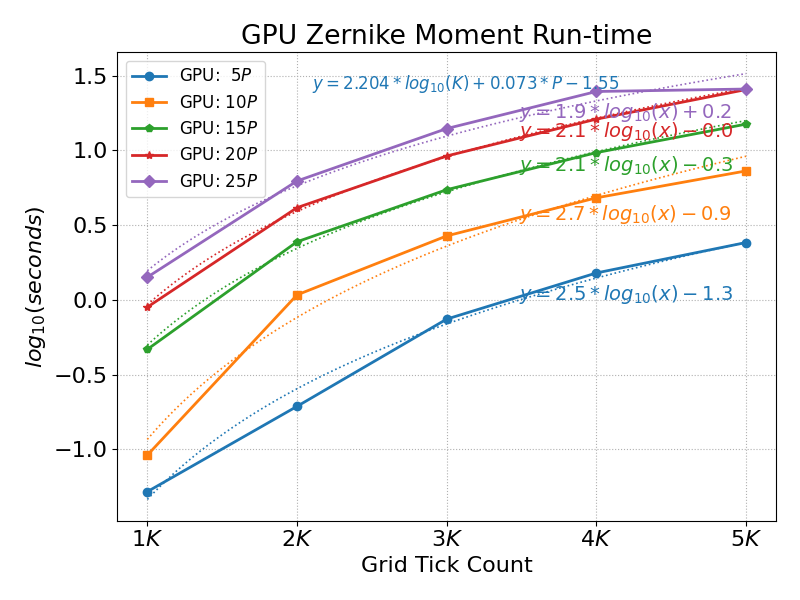 GPU Zernike Moment Run-time
GPU:  5P
GPU: 10P
GPU: 15P
GPU: 20P
GPU: 25P
y = 2.204 * log₁₀(K) + 0.073 * P − 1.55
y = 1.9 * log₁₀(x) + 0.2
y = 2.1 * log₁₀(x) − 0.0
y = 2.1 * log₁₀(x) − 0.3
y = 2.7 * log₁₀(x) − 0.9
y = 2.5 * log₁₀(x) − 1.3
log₁₀(seconds)
1.5
1.0
0.5
0.0
−0.5
−1.0
1K 2K 3K 4K 5K
Grid Tick Count